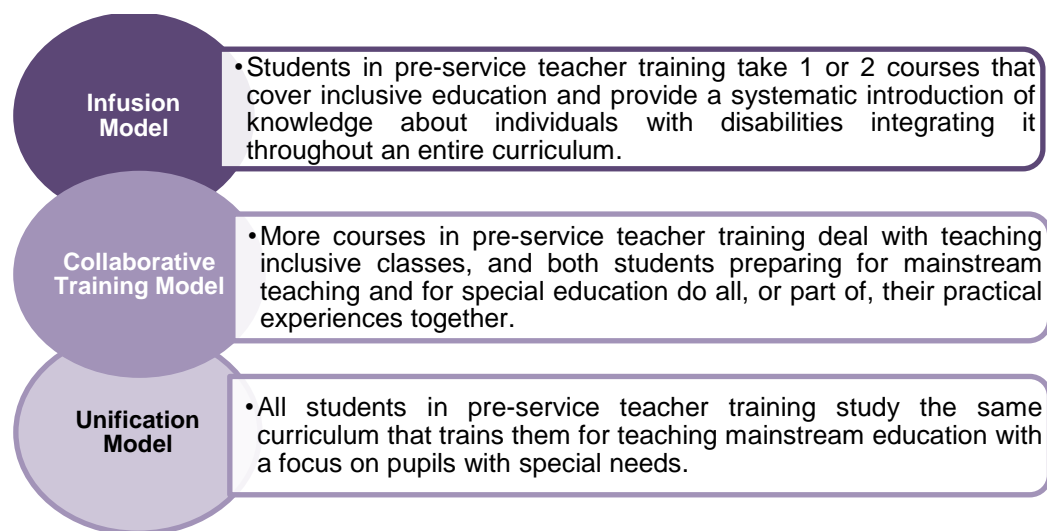 Infusion
Model
•Students in pre-service teacher training take 1 or 2 courses that
cover inclusive education and provide a systematic introduction of
knowledge about individuals with disabilities integrating it
throughout an entire curriculum.
Collaborative
Training Model
•More courses in pre-service teacher training deal with teaching
inclusive classes, and both students preparing for mainstream
teaching and for special education do all, or part of, their practical
experiences together.
Unification
Model
•All students in pre-service teacher training study the same
curriculum that trains them for teaching mainstream education with
a focus on pupils with special needs.